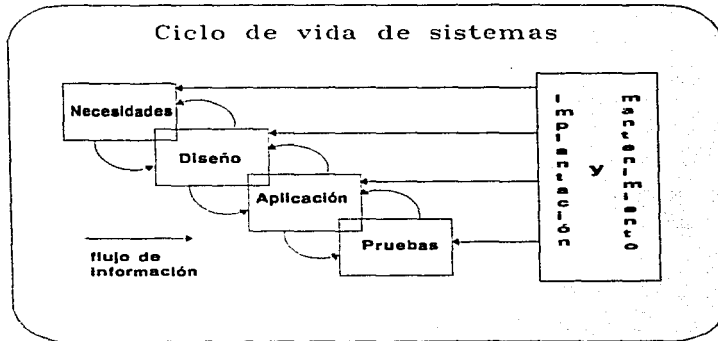 Ciclo de vida de sistemas
Necesidades
Diseño
Aplicación
Pruebas
flujo de
información
implantación
y
mantenimiento